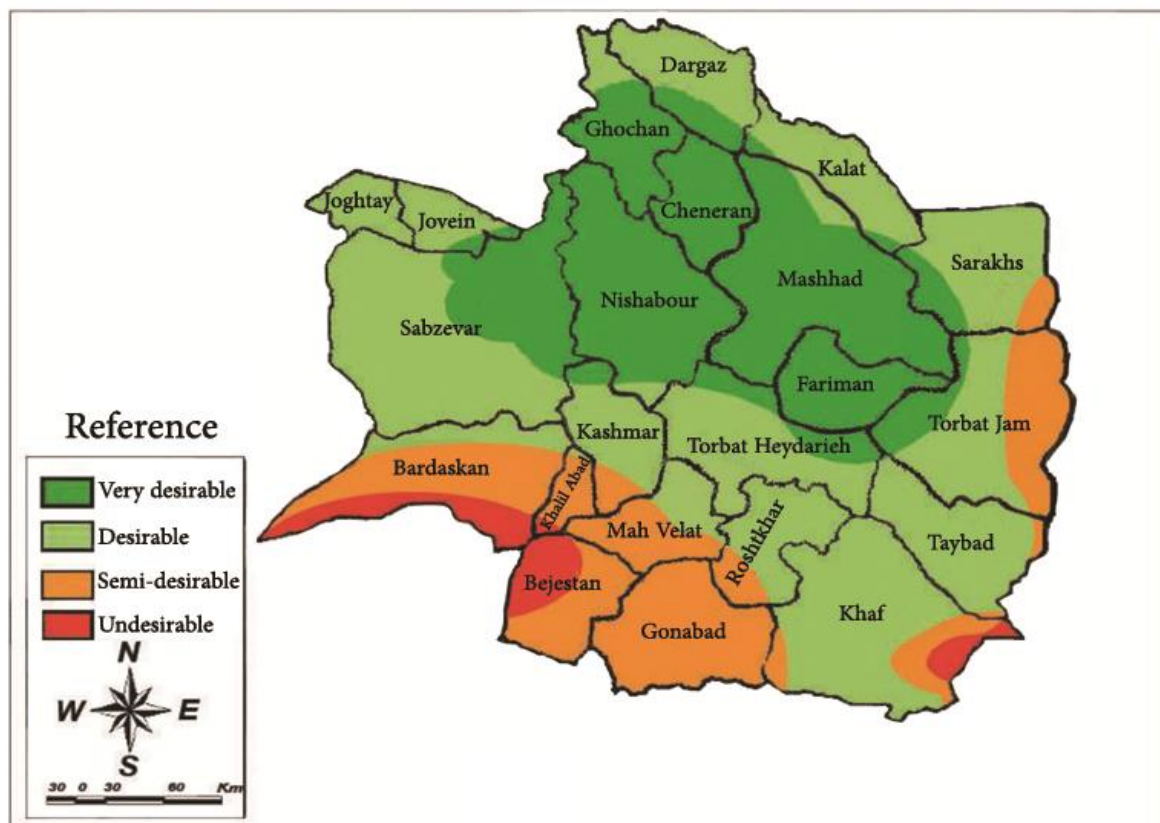 Dargaz
Ghochan
Kalat
Joghtay
Jovein
Cheneran
Sarakhs
Mashhad
Nishabour
Sabzevar
Fariman
Torbat Jam
Kashmar
Torbat Heydarieh
Bardaskan
Khalil Abad
Mah Velat
Roshtkhar
Taybad
Bejestan
Khaf
Gonabad
Reference
Very desirable
Desirable
Semi-desirable
Undesirable
N
W E
S
30 0 30 60 Km